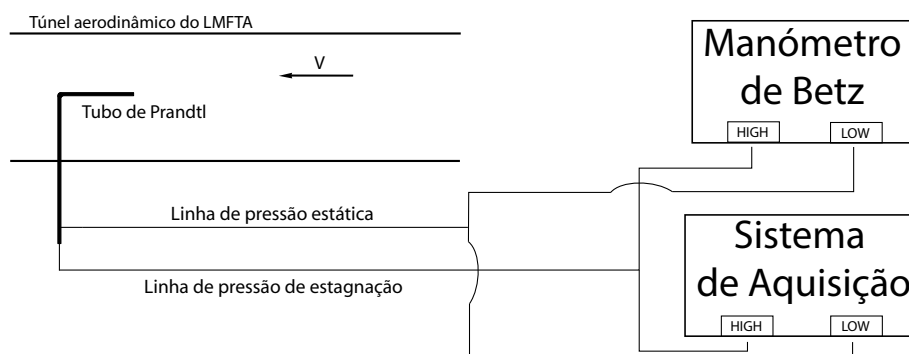 Túnel aerodinâmico do LMFTA
V
Tubo de Prandtl
Linha de pressão estática
Linha de pressão de estagnação
Manómetro
de Betz
HIGH LOW
Sistema
de Aquisição
HIGH LOW